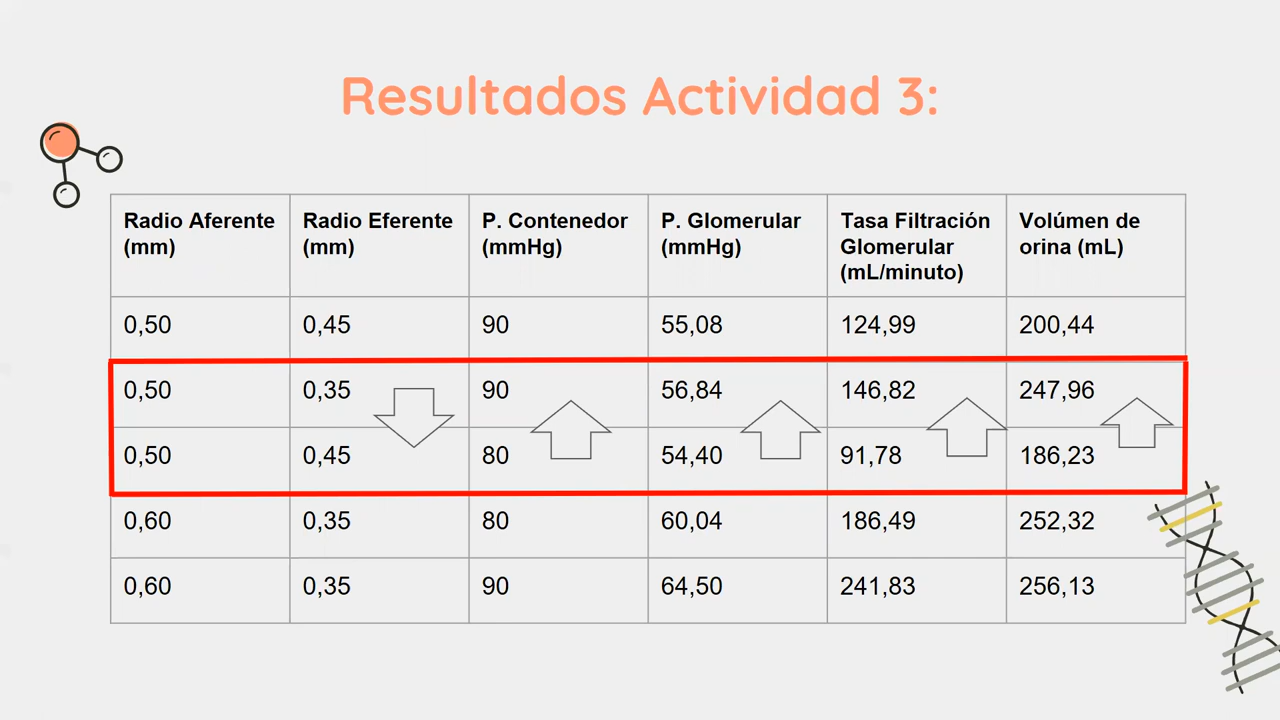 Resultados Actividad 3:
Radio Aferente (mm) Radio Eferente (mm) P. Contenedor (mmHg) P. Glomerular (mmHg) Tasa Filtración Glomerular (mL/minuto) Volúmen de orina (mL)
0,50 0,45 90 55,08 124,99 200,44
0,50 0,35 90 56,84 146,82 247,96
0,50 0,45 80 54,40 91,78 186,23
0,60 0,35 80 60,04 186,49 252,32
0,60 0,35 90 64,50 241,83 256,13